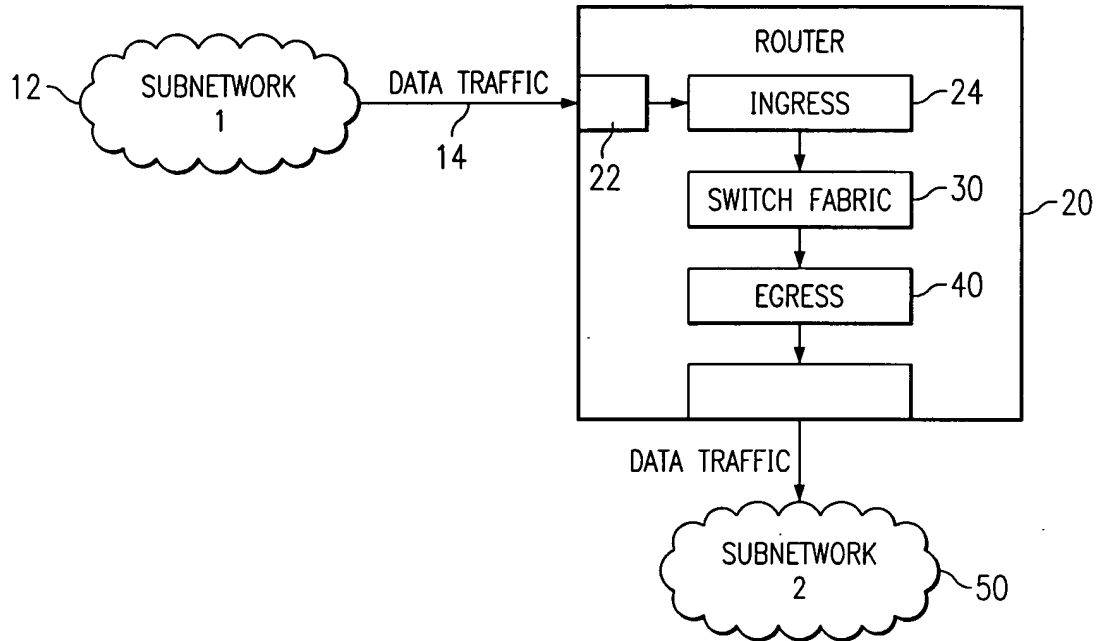 ROUTER
12
SUBNETWORK
1
DATA TRAFFIC
14
22
INGRESS
24
SWITCH FABRIC
30
20
EGRESS
40
DATA TRAFFIC
SUBNETWORK
2
50